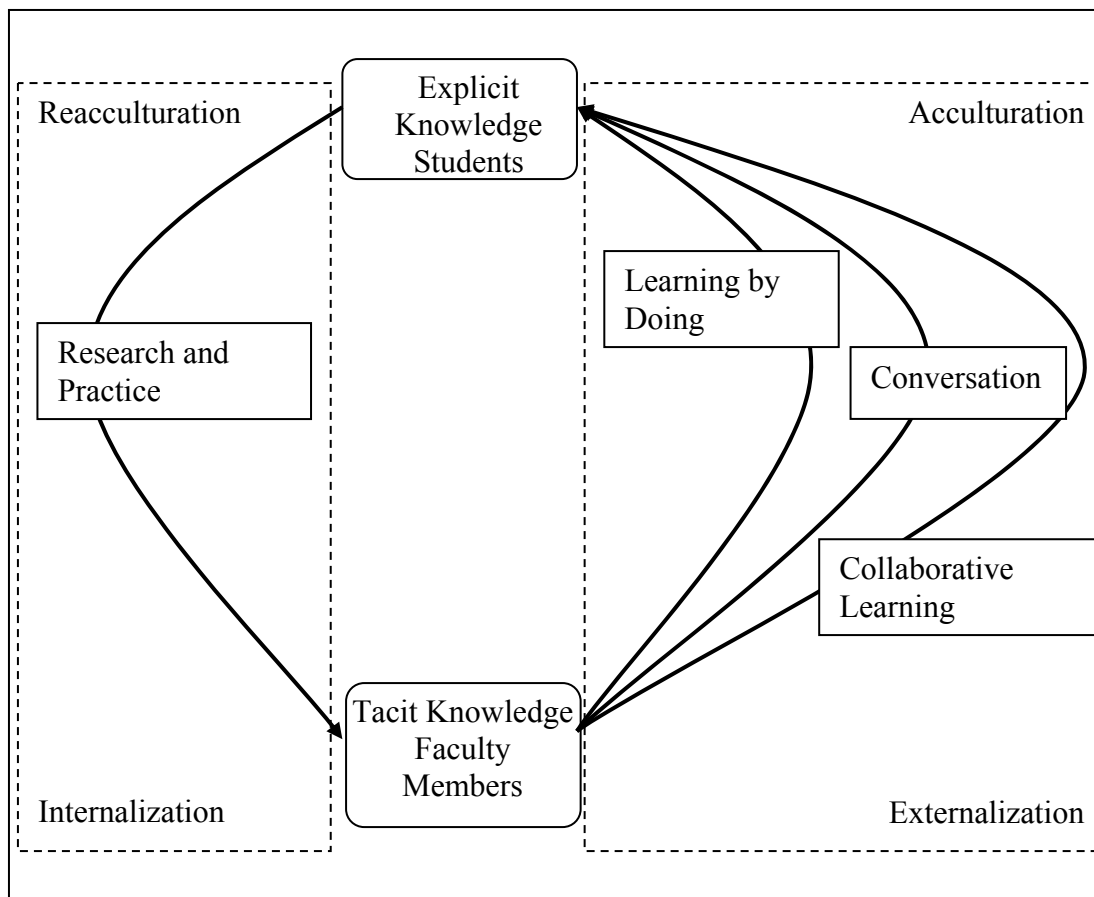 Reacculturation
Explicit
Knowledge
Students
Acculturation
Learning by
Doing
Research and
Practice
Conversation
Collaborative
Learning
Tacit Knowledge
Faculty
Members
Internalization
Externalization